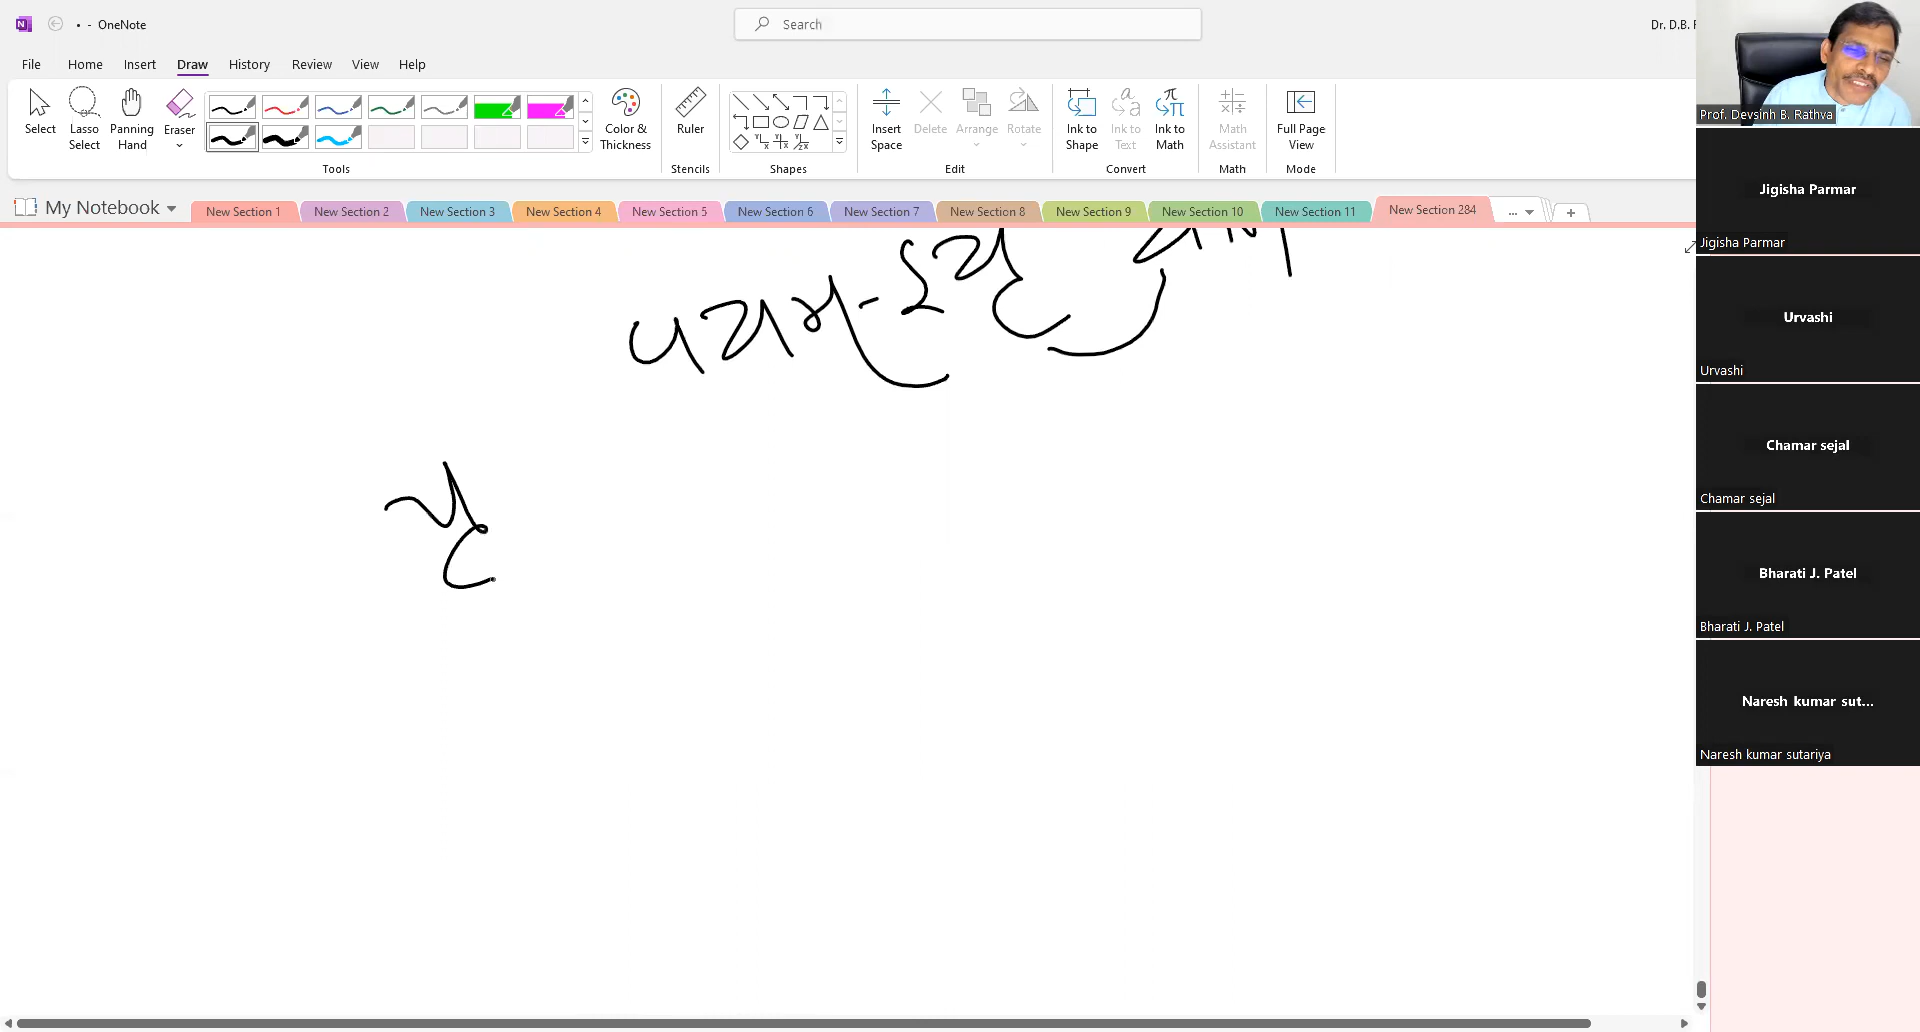 • - OneNote
Search
Dr. D.B.
File Home Insert Draw History Review View Help
Select
Lasso Select
Panning Hand
Eraser
Color & Thickness
Ruler
Insert Space
Delete
Arrange
Rotate
Ink to Shape
Ink to Text
Ink to Math
Math Assistant
Full Page View
Tools Stencils Shapes Edit Convert Math Mode
My Notebook New Section 1 New Section 2 New Section 3 New Section 4 New Section 5 New Section 6 New Section 7 New Section 8 New Section 9 New Section 10 New Section 11 New Section 284 ...
Prof. Devsinh B. Rathva
Jigisha Parmar
Jigisha Parmar
Urvashi
Urvashi
Chamar sejal
Chamar sejal
Bharati J. Patel
Bharati J. Patel
Naresh kumar sut...
Naresh kumar sutariya